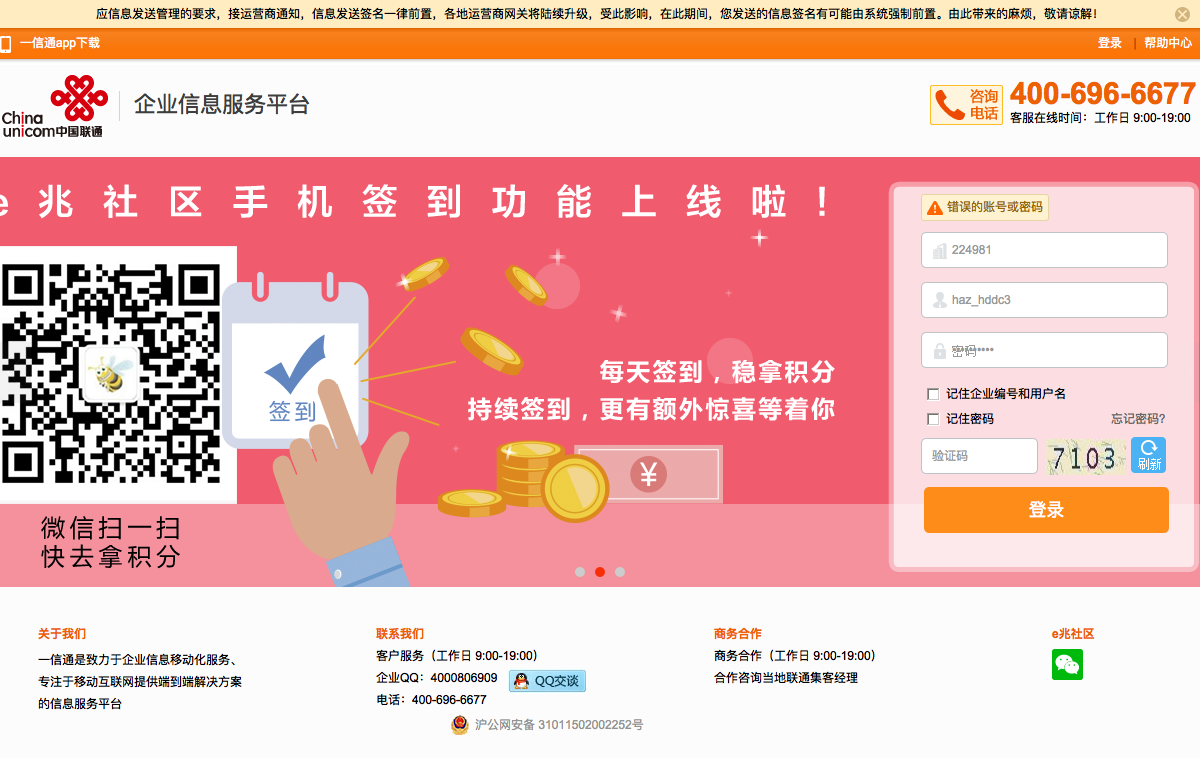 应信息发送管理的要求，接运营商通知，信息发送签名一律前置，各地运营商网关将陆续升级，受此影响，在此期间，您发送的信息签名有可能由系统强制前置。由此带来的麻烦，敬请谅解！
一信通app下载
登录 | 帮助中心
China unicom中国联通
企业信息服务平台
咨询电话
400-696-6677
客服在线时间：工作日 9:00-19:00
e兆社区手机签到功能上线啦！
签到
每天签到，稳拿积分
持续签到，更有额外惊喜等着你
¥
微信扫一扫
快去拿积分
错误的账号或密码
224981
haz_hddc3
密码****
记住企业编号和用户名
记住密码
忘记密码?
验证码
7103
刷新
登录
关于我们
一信通是致力于企业信息移动化服务、
专注于移动互联网提供端到端解决方案
的信息服务平台
联系我们
客户服务（工作日 9:00-19:00）
企业QQ：4000806909
QQ交谈
电话：400-696-6677
商务合作
商务合作（工作日 9:00-19:00）
合作咨询当地联通集客经理
e兆社区
沪公网安备 31011502002252号